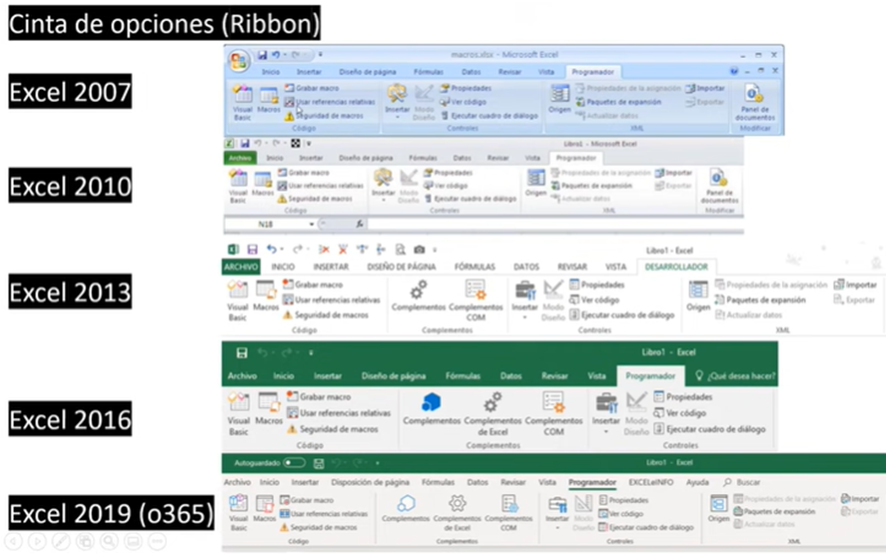 Cinta de opciones (Ribbon)
Excel 2007
macros.xlsx - Microsoft Excel
Inicio Insertar Diseño de página Fórmulas Datos Revisar Vista Programador
Visual Basic
Macros
Grabar macro
Usar referencias relativas
Seguridad de macros
Código
Insertar
Modo Diseño
Propiedades
Ver código
Ejecutar cuadro de diálogo
Controles
Origen
Propiedades de la asignación
Paquetes de expansión
Actualizar datos
Importar
Exportar
XML
Panel de documentos
Modificar
Excel 2010
Libro1 - Microsoft Excel
Archivo Inicio Insertar Diseño de página Fórmulas Datos Revisar Vista Programador
Visual Basic
Macros
Grabar macro
Usar referencias relativas
Seguridad de macros
Código
Insertar
Modo Diseño
Propiedades
Ver código
Ejecutar cuadro de diálogo
Controles
Origen
Propiedades de la asignación
Paquetes de expansión
Actualizar datos
Importar
Exportar
XML
Panel de documentos
Modificar
N18 fx
Excel 2013
Libro1 - Excel
ARCHIVO INICIO INSERTAR DISEÑO DE PÁGINA FÓRMULAS DATOS REVISAR VISTA DESARROLLADOR
Visual Basic
Macros
Grabar macro
Usar referencias relativas
Seguridad de macros
Código
Complementos
Complementos COM
Complementos
Insertar
Modo Diseño
Propiedades
Ver código
Ejecutar cuadro de diálogo
Controles
Origen
Propiedades de la asignación
Paquetes de expansión
Actualizar datos
Importar
Exportar
XML
Excel 2016
Libro1 - Excel
Archivo Inicio Insertar Diseño de página Fórmulas Datos Revisar Vista Programador ¿Qué desea hacer?
Visual Basic
Macros
Grabar macro
Usar referencias relativas
Seguridad de macros
Código
Complementos
Complementos de Excel
Complementos COM
Complementos
Insertar
Modo Diseño
Propiedades
Ver código
Ejecutar cuadro de diálogo
Controles
Excel 2019 (o365)
Autoguardado
Libro1 - Excel
Archivo Inicio Insertar Disposición de página Fórmulas Datos Revisar Vista Programador EXCELeINFO Ayuda Buscar
Visual Basic
Macros
Grabar macro
Usar referencias relativas
Seguridad de macros
Código
Complementos
Complementos de Excel
Complementos COM
Complementos
Insertar
Modo Diseño
Propiedades
Ver código
Ejecutar cuadro de diálogo
Controles
Origen
Propiedades de la asignación
Paquetes de expansión
Actualizar datos
Importar
Exportar
XML